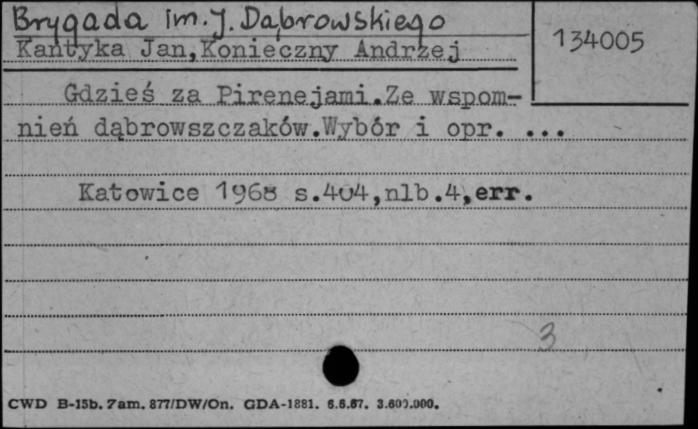 Brygada im. J. Dąbrowskiego
134005
Kantyka Jan,Konieczny Andrzej
Gdzieś za Pirenejami.Ze wspom-
nień dąbrowszczaków.Wybór i opr. ...
Katowice 1968 s.404,nlb.4,err.
3
CWD B-15b. Zam. 877/DW/On. GDA-1881. 6.6.67. 3.600.000.